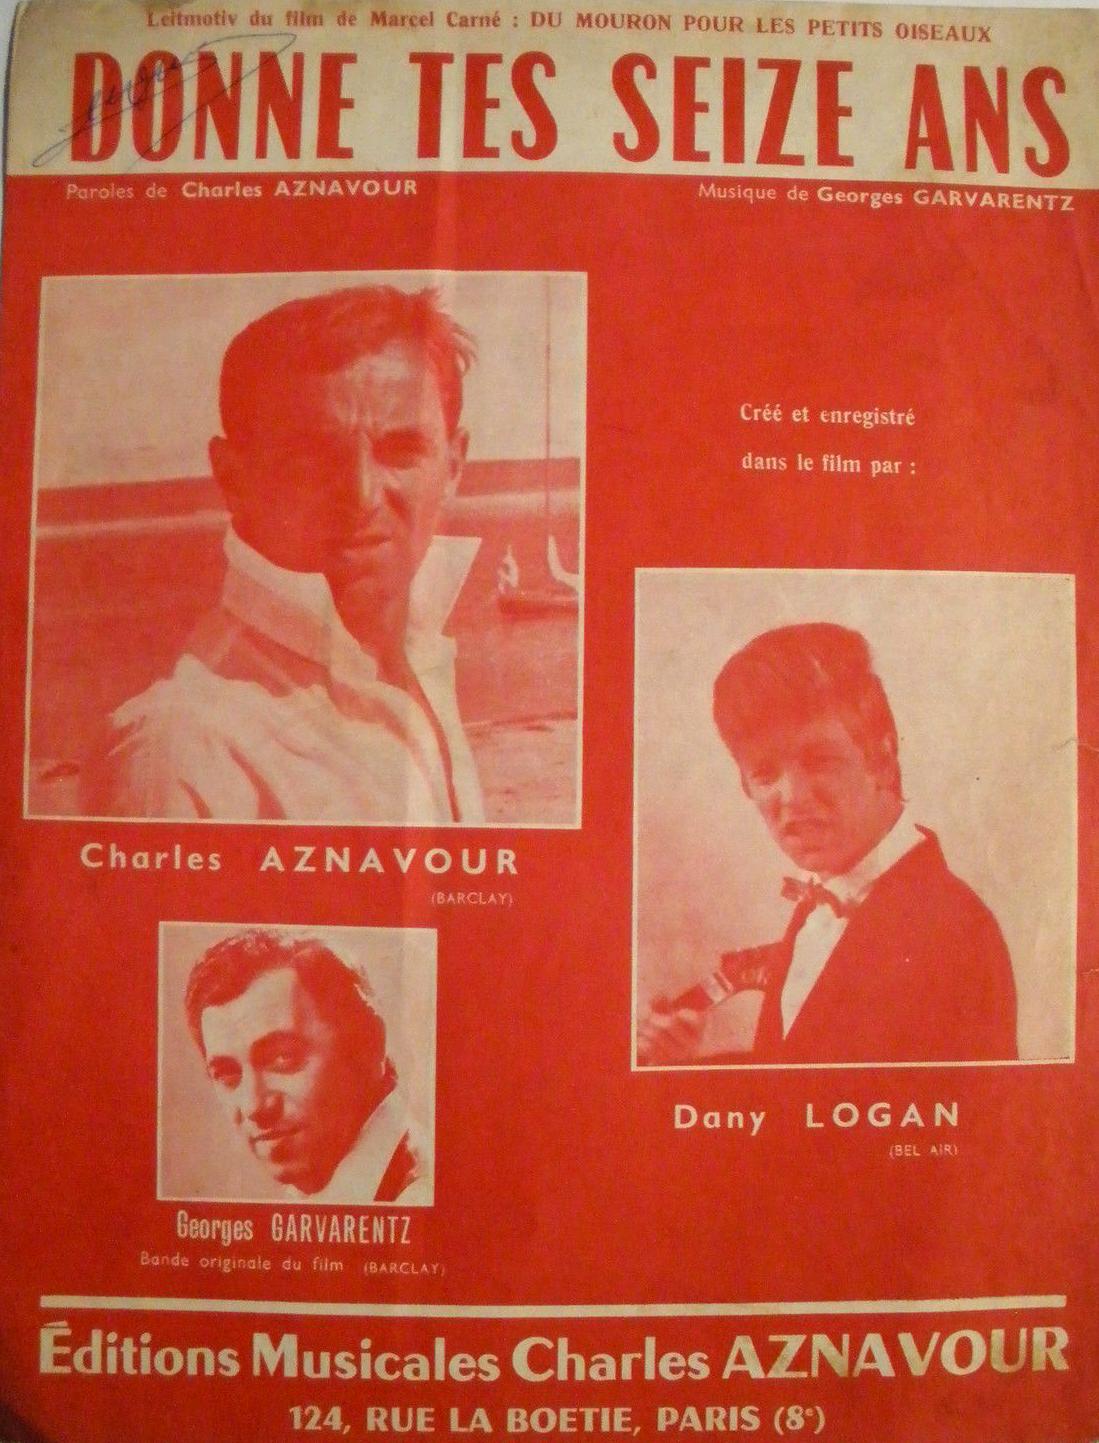 Leitmotiv du film de Marcel Carné : DU MOURON POUR LES PETITS OISEAUX
DONNE TES SEIZE ANS
Paroles de Charles AZNAVOUR
Musique de Georges GARVARENTZ
Créé et enregistré
dans le film par :
Charles AZNAVOUR
(BARCLAY)
Dany LOGAN
(BEL AIR)
Georges GARVARENTZ
Bande originale du film (BARCLAY)
Éditions Musicales Charles AZNAVOUR
124, RUE LA BOETIE, PARIS (8e)